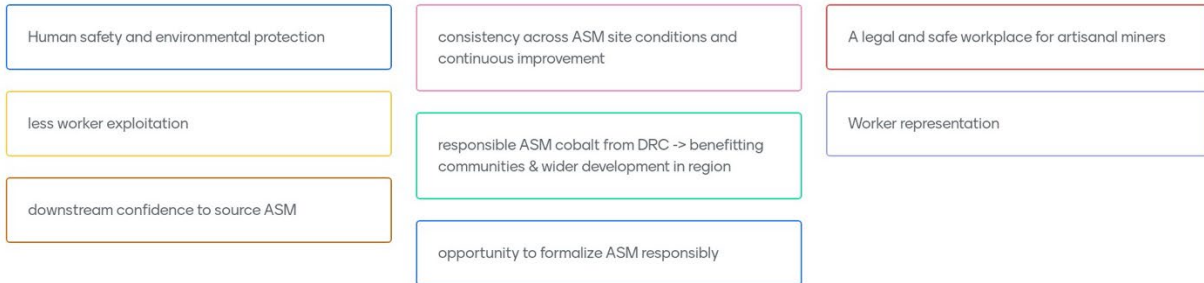 Human safety and environmental protection
less worker exploitation
downstream confidence to source ASM
consistency across ASM site conditions and
continuous improvement
responsible ASM cobalt from DRC -> benefitting
communities & wider development in region
opportunity to formalize ASM responsibly
A legal and safe workplace for artisanal miners
Worker representation